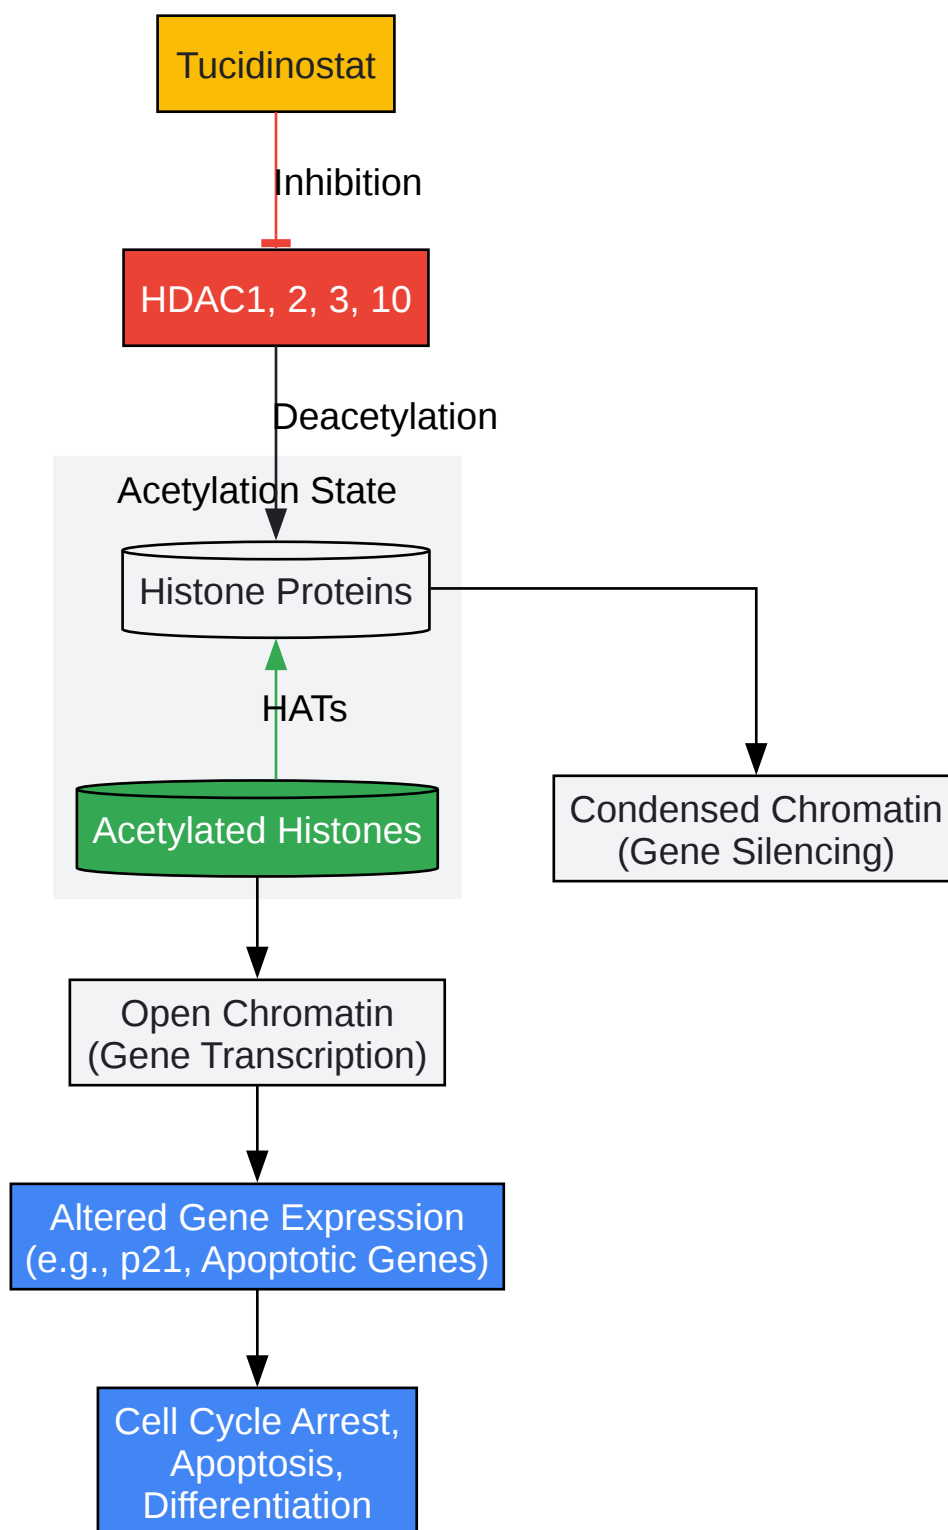 Tucidinostat
Inhibition
HDAC1, 2, 3, 10
Deacetylation
Acetylation State
Histone Proteins
HATs
Acetylated Histones
Condensed Chromatin
(Gene Silencing)
Open Chromatin
(Gene Transcription)
Altered Gene Expression
(e.g., p21, Apoptotic Genes)
Cell Cycle Arrest,
Apoptosis,
Differentiation